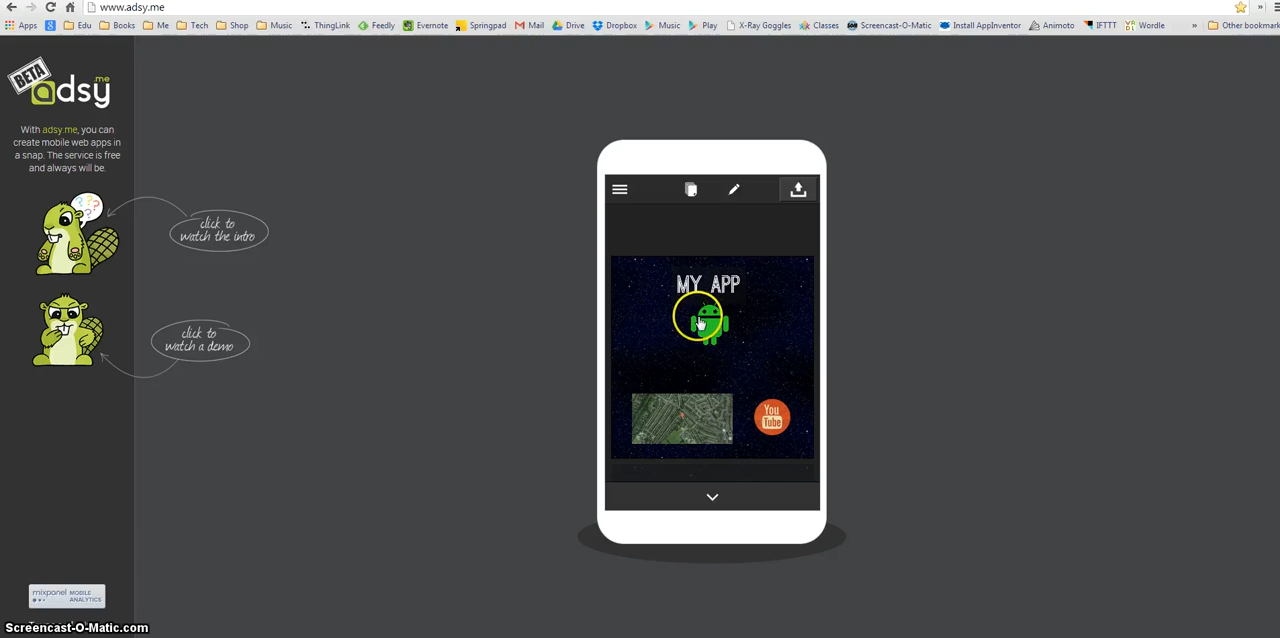 www.adsy.me
Apps Edu Books Me Tech Shop Music ThingLink Feedly Evernote Springpad Mail Drive Dropbox Music Play X-Ray Goggles Classes Screencast-O-Matic Install AppInventor Animoto IFTTT Wordle » Other bookmark
BETA
adsy.me
With adsy.me, you can
create mobile web apps in
a snap. The service is free
and always will be.
? ? ?
? ?
click to
watch the intro
click to
watch a demo
MY APP
You
Tube
mixpanel MOBILE
ANALYTICS
Screencast-O-Matic.com